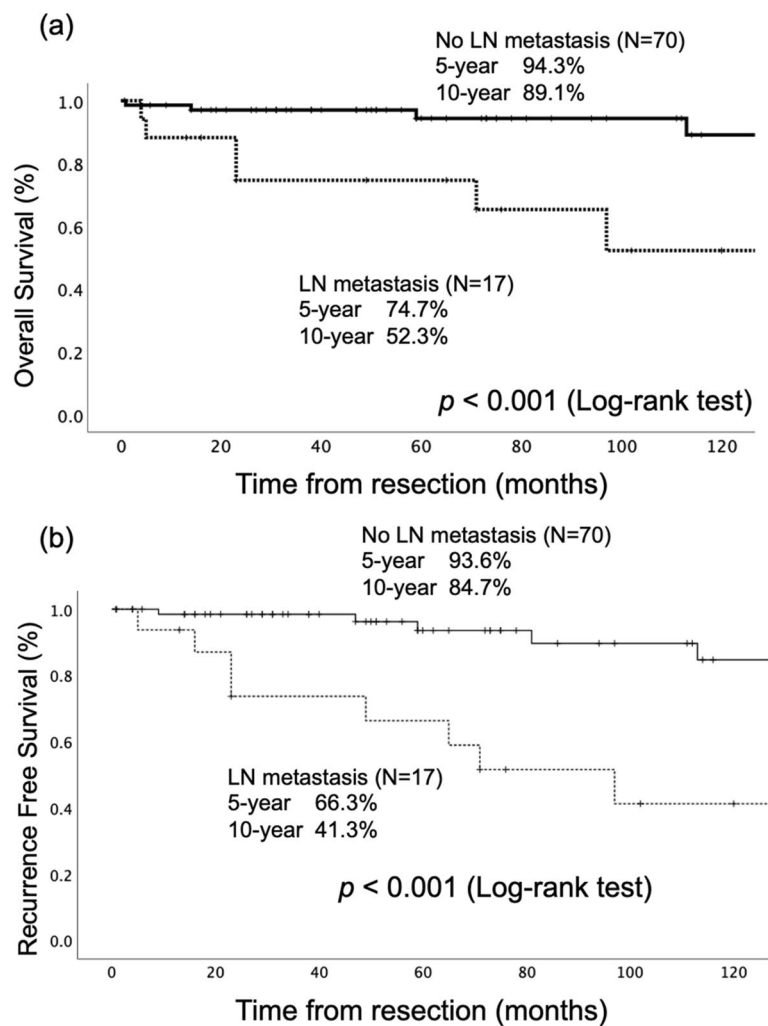 (a)
No LN metastasis (N=70)
5-year 94.3%
10-year 89.1%
Overall Survival (%)
1.0
0.8
0.6
0.4
0.2
0.0
LN metastasis (N=17)
5-year 74.7%
10-year 52.3%
p < 0.001 (Log-rank test)
0 20 40 60 80 100 120
Time from resection (months)
(b)
No LN metastasis (N=70)
5-year 93.6%
10-year 84.7%
Recurrence Free Survival (%)
1.0
0.8
0.6
0.4
0.2
0.0
LN metastasis (N=17)
5-year 66.3%
10-year 41.3%
p < 0.001 (Log-rank test)
0 20 40 60 80 100 120
Time from resection (months)